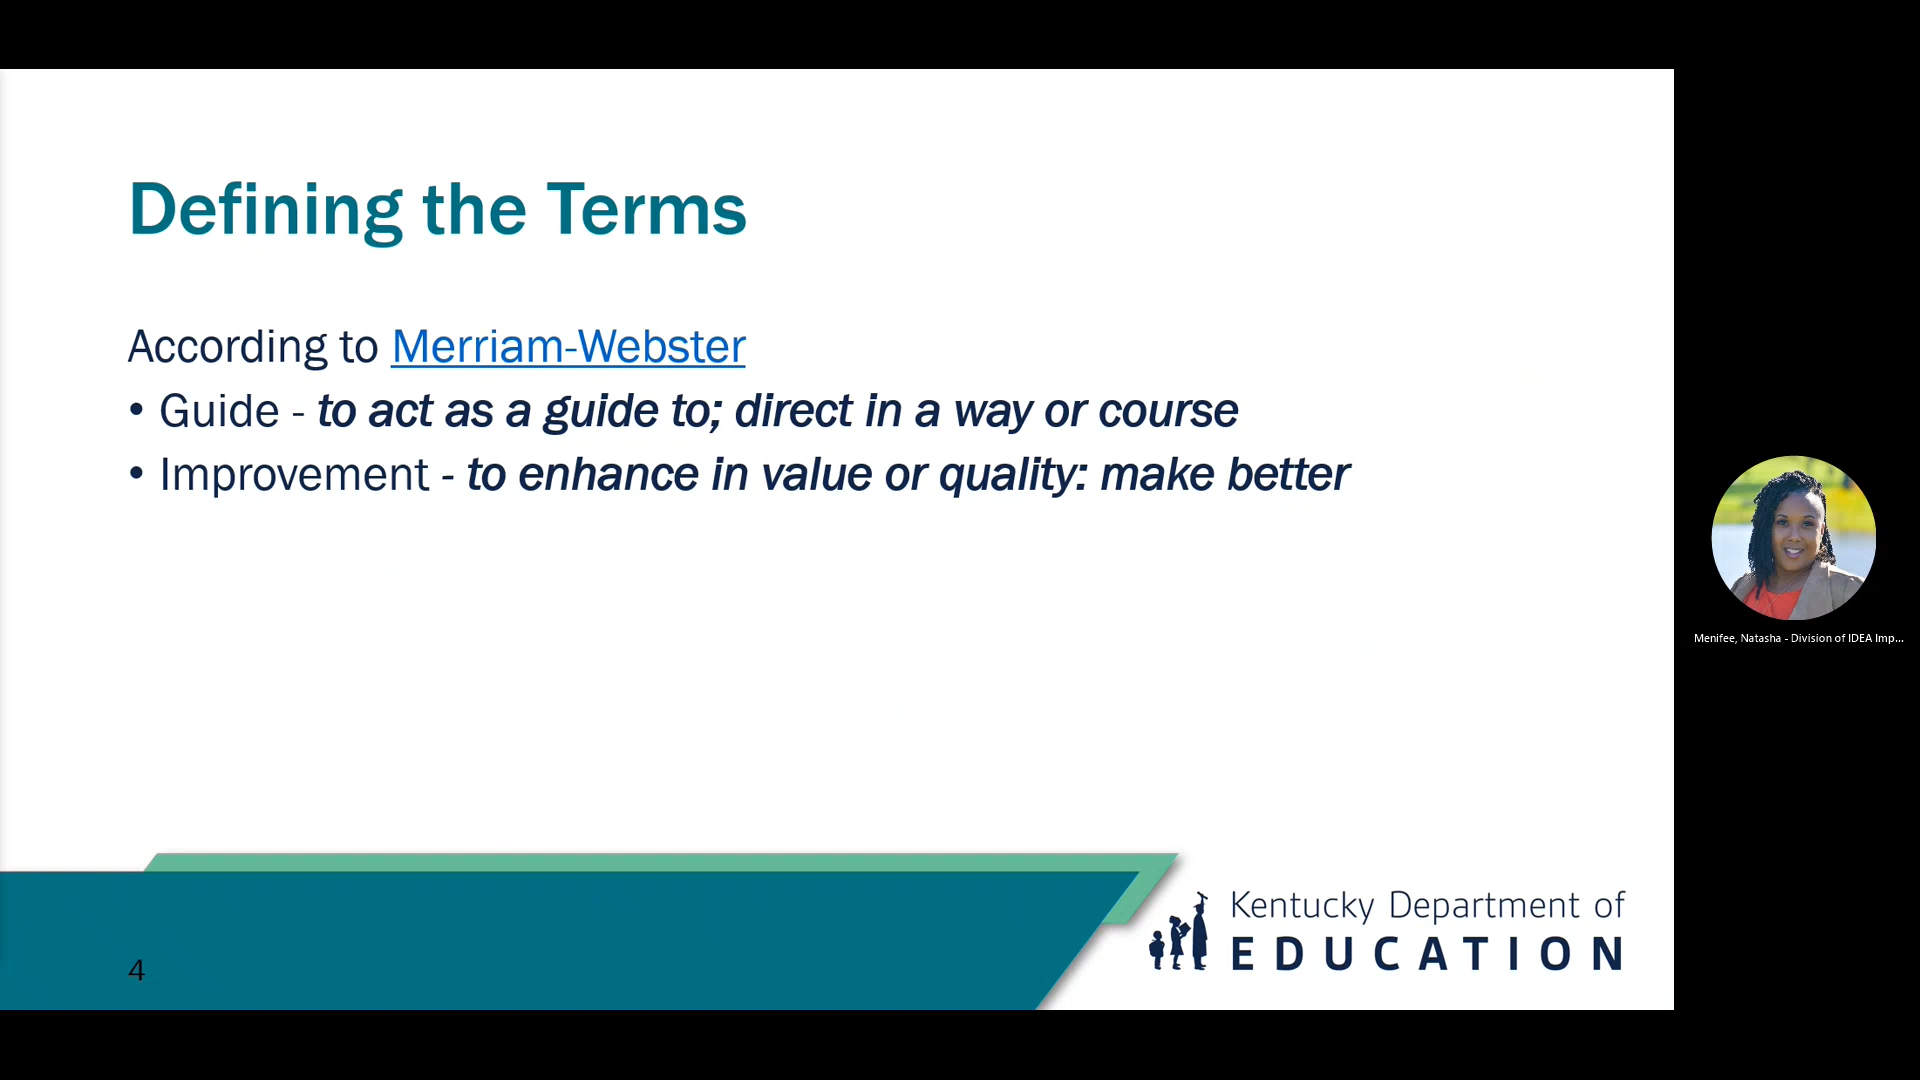 Defining the Terms
According to Merriam-Webster
• Guide - to act as a guide to; direct in a way or course
• Improvement - to enhance in value or quality: make better
Menifee, Natasha - Division of IDEA Imp...
Kentucky Department of
EDUCATION
4